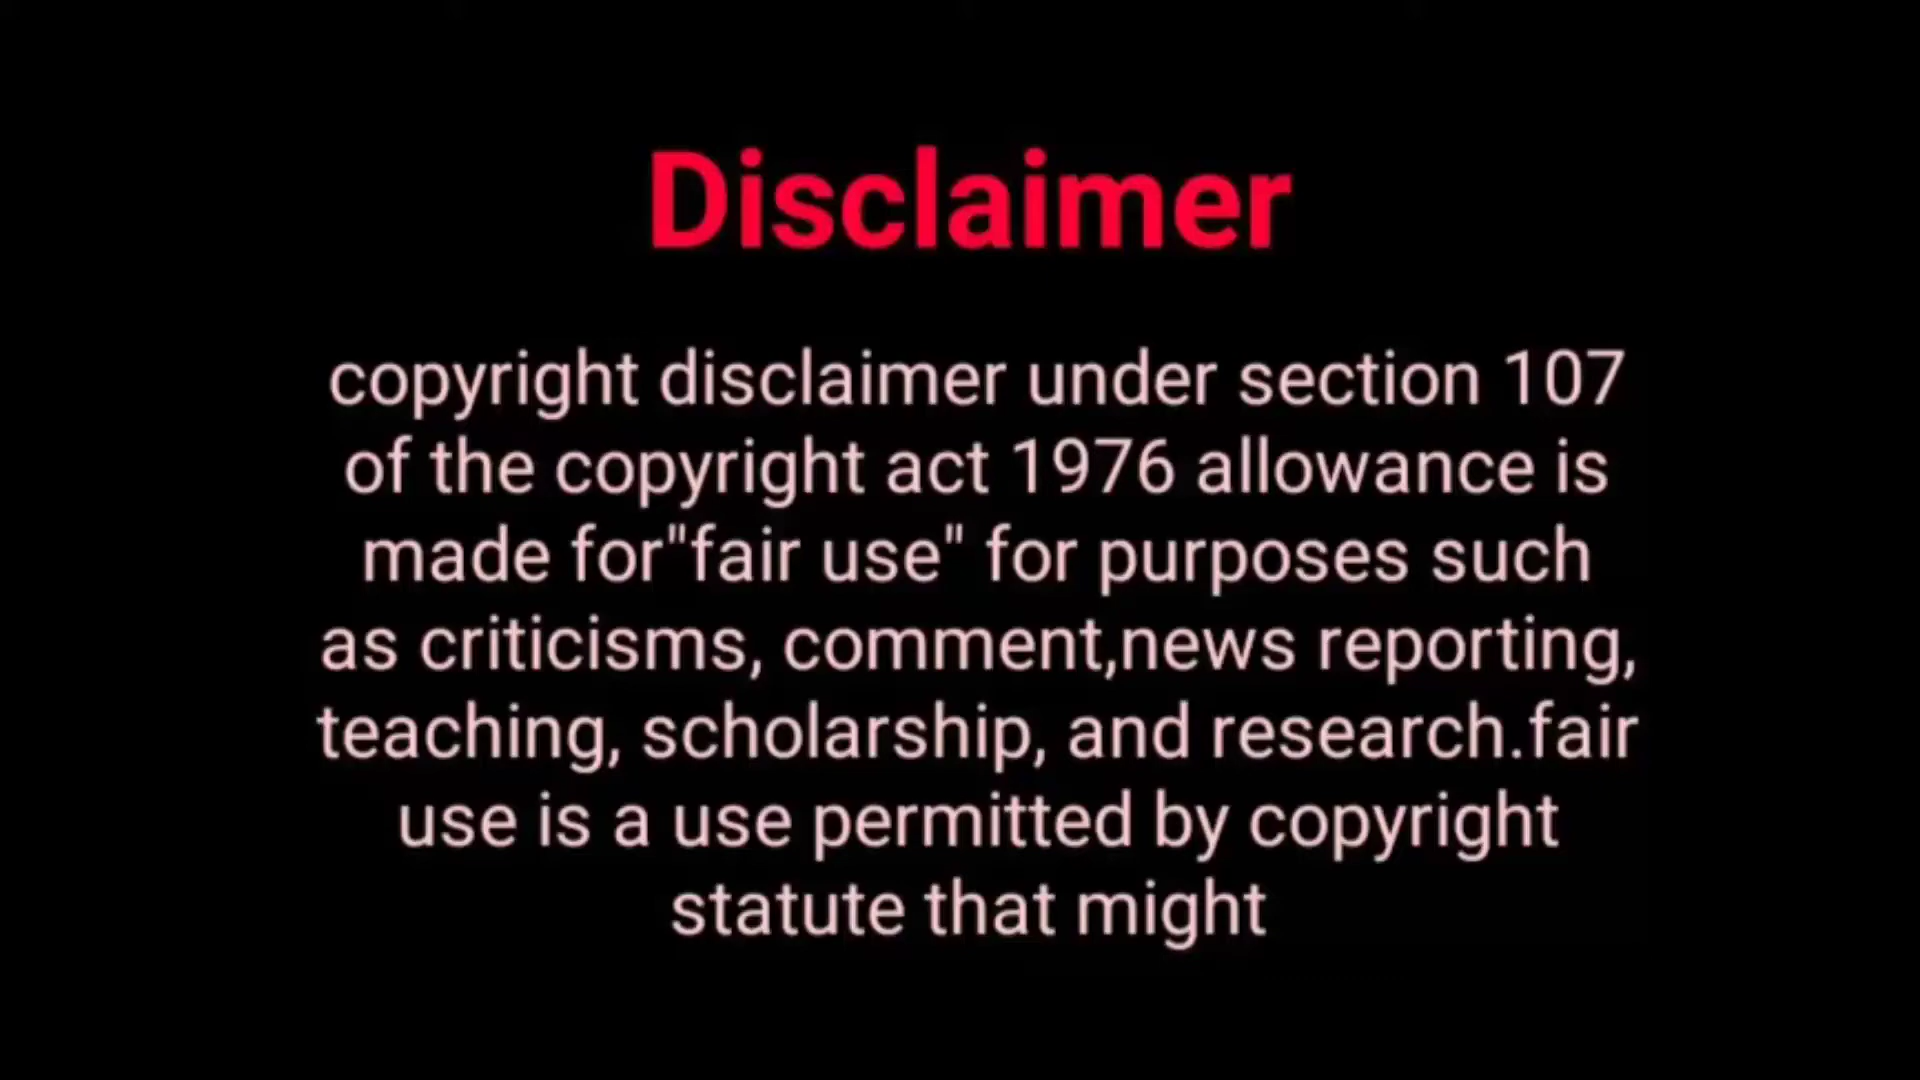 Disclaimer
copyright disclaimer under section 107
of the copyright act 1976 allowance is
made for"fair use" for purposes such
as criticisms, comment,news reporting,
teaching, scholarship, and research.fair
use is a use permitted by copyright
statute that might